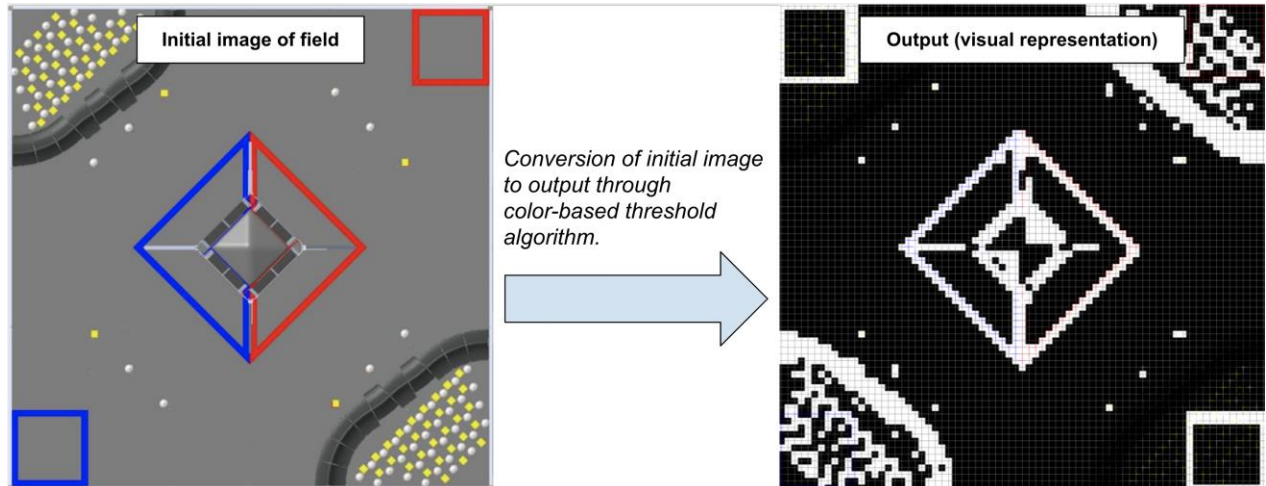 Initial image of field
Output (visual representation)
Conversion of initial image
to output through
color-based threshold
algorithm.